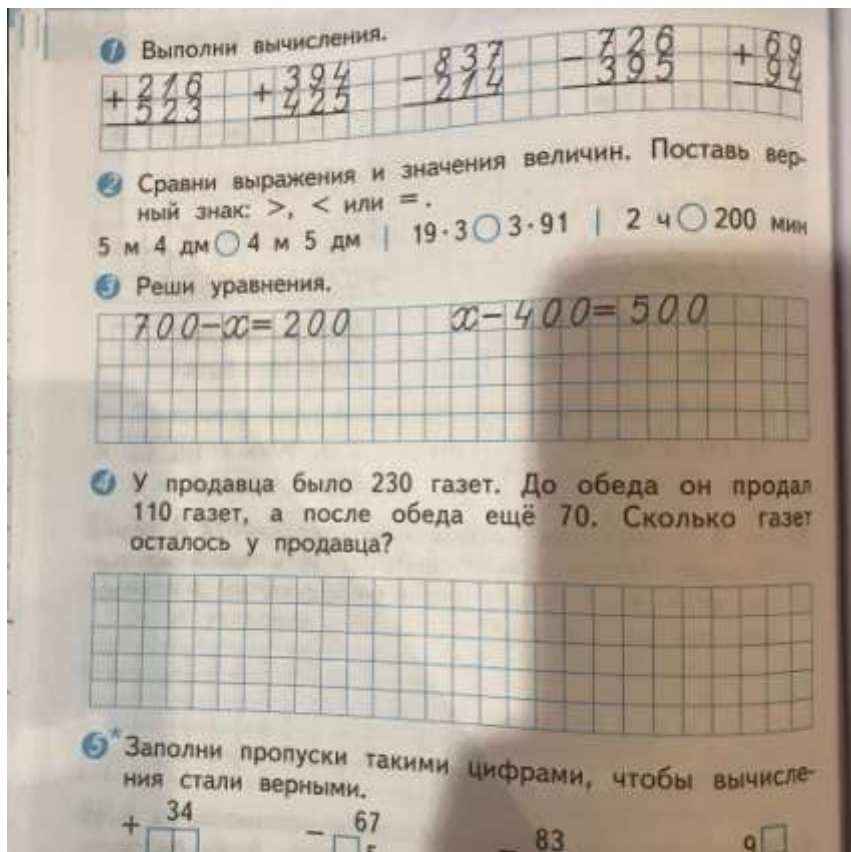 1 Выполни вычисления.
+ 216 + 394 − 837 − 726 + 69
523 425 214 395 94
2 Сравни выражения и значения величин. Поставь вер-
ный знак: >, < или = .
5 м 4 дм ○ 4 м 5 дм | 19 · 3 ○ 3 · 91 | 2 ч ○ 200 мин
3 Реши уравнения.
700−x= 200 x−400= 500
4 У продавца было 230 газет. До обеда он продал
110 газет, а после обеда ещё 70. Сколько газет
осталось у продавца?
5* Заполни пропуски такими цифрами, чтобы вычисле-
ния стали верными.
+ 34 − 67 − 83 9□
□□ □5